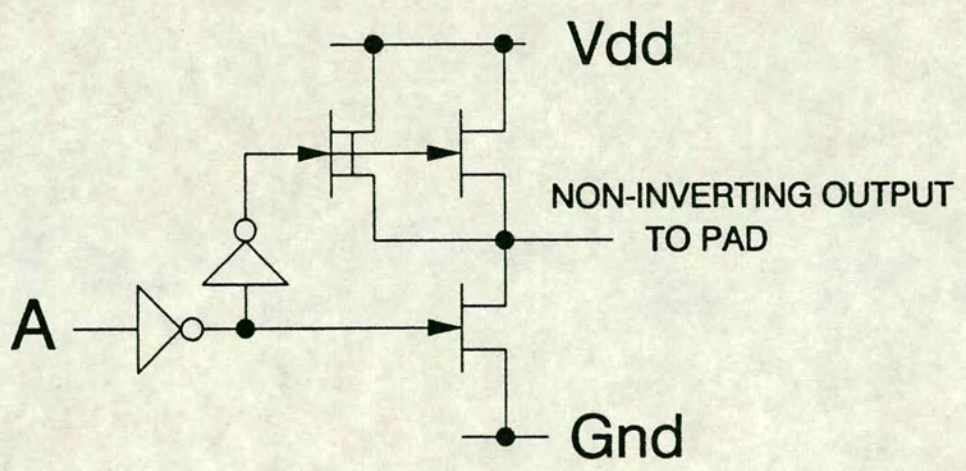 Vdd
NON-INVERTING OUTPUT
TO PAD
A
Gnd